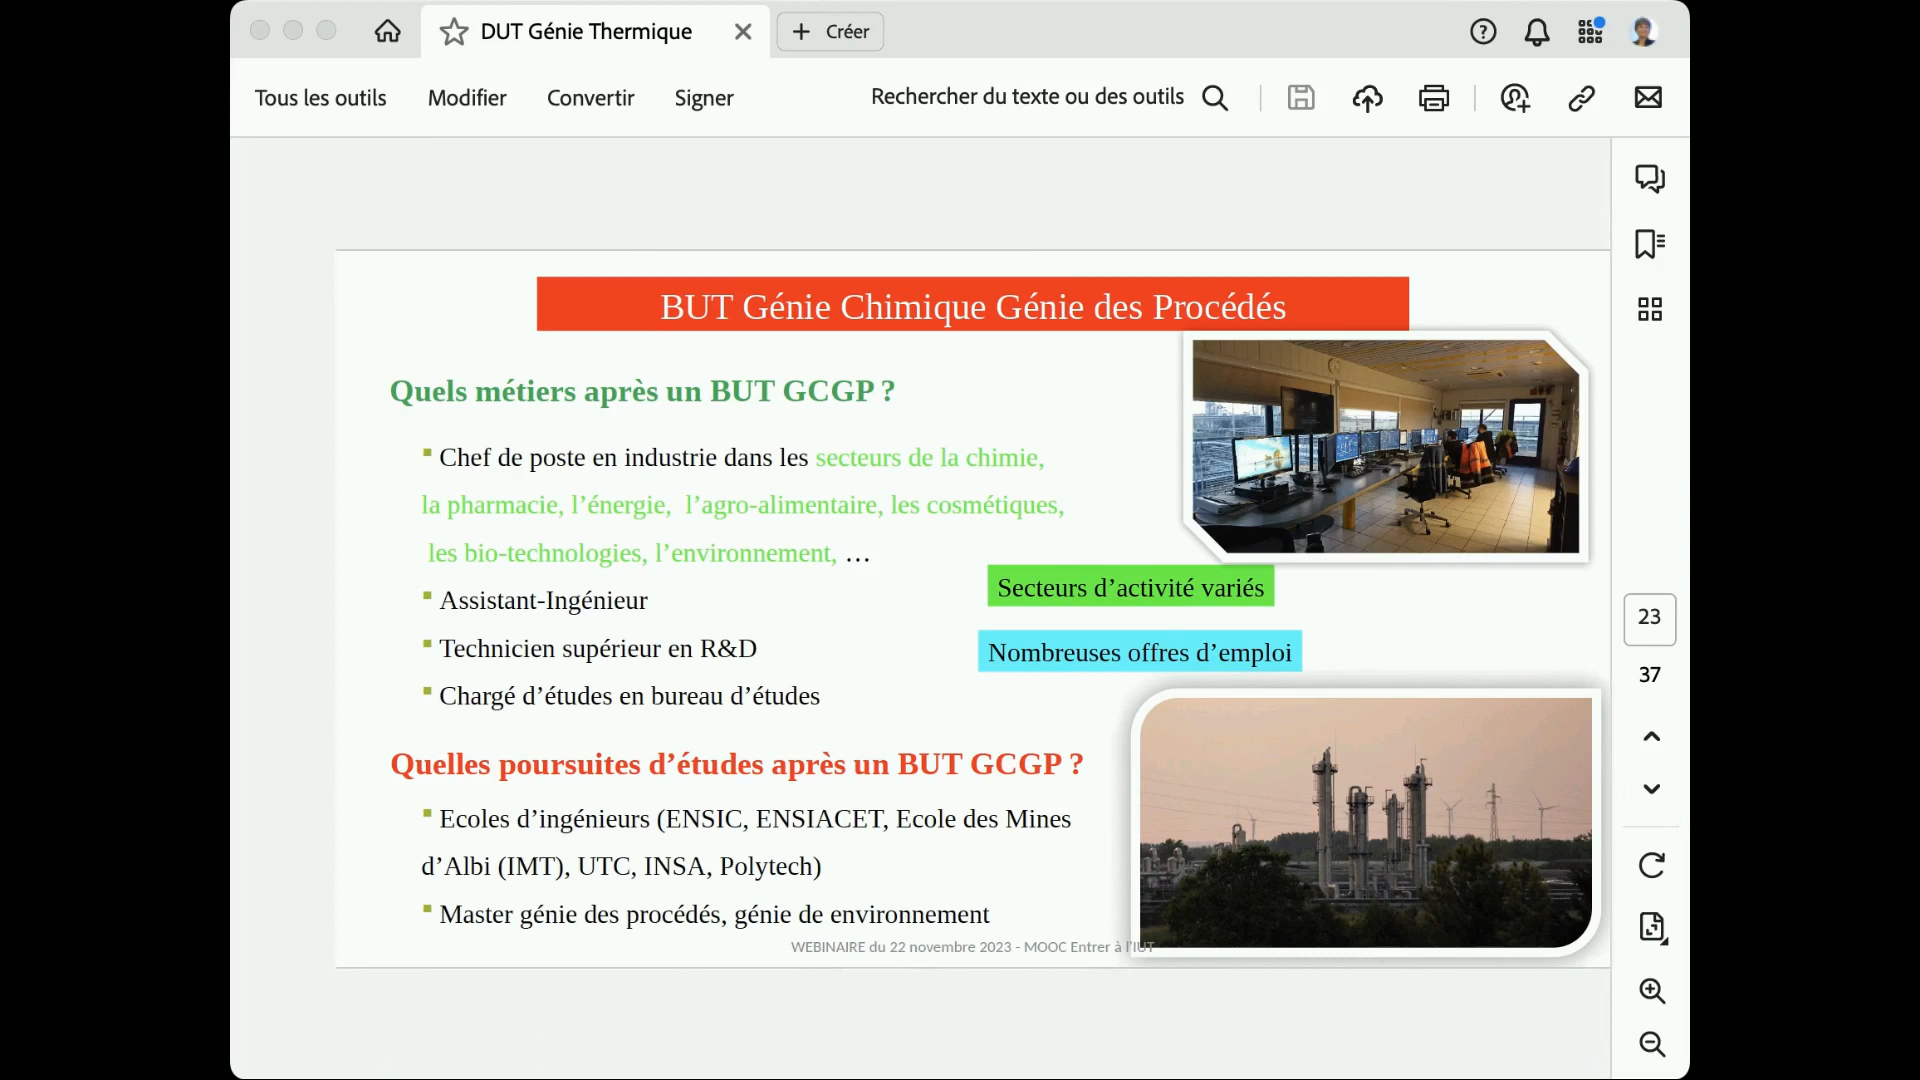 DUT Génie Thermique
Créer
Tous les outils
Modifier
Convertir
Signer
Rechercher du texte ou des outils
BUT Génie Chimique Génie des Procédés
Quels métiers après un BUT GCGP ?
Chef de poste en industrie dans les secteurs de la chimie,
la pharmacie, l’énergie, l’agro-alimentaire, les cosmétiques,
les bio-technologies, l’environnement, …
Secteurs d’activité variés
Assistant-Ingénieur
Technicien supérieur en R&D
Nombreuses offres d’emploi
Chargé d’études en bureau d’études
Quelles poursuites d’études après un BUT GCGP ?
Ecoles d’ingénieurs (ENSIC, ENSIACET, Ecole des Mines
d’Albi (IMT), UTC, INSA, Polytech)
Master génie des procédés, génie de environnement
WEBINAIRE du 22 novembre 2023 - MOOC Entrer à l’IUT
23
37